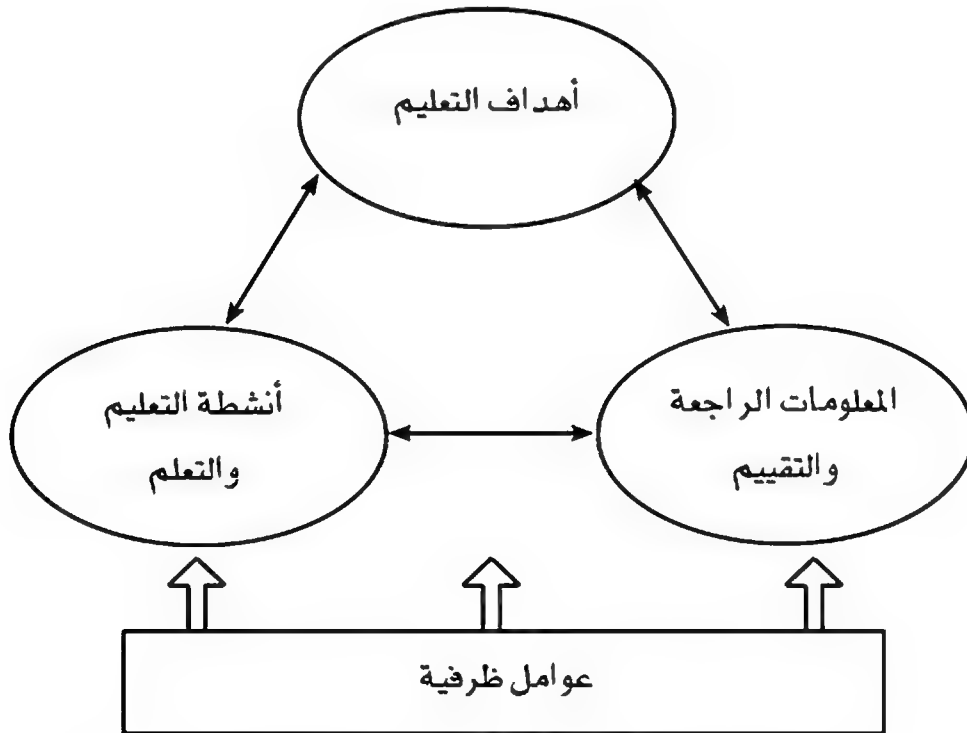 أهداف التعليم
المعلومات الراجعة
والتقييم
أنشطة التعليم
والتعلم
عوامل ظرفية